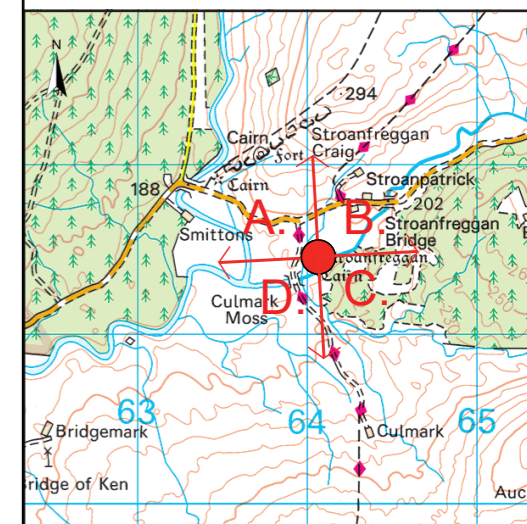 N
294
Cairn
Fort
Stroanfreggan
Craig
Cairn
188
Stroanpatrick
202
A.
B.
Smittons
Stroanfreggan
Bridge
Stroanfreggan
Cairn
D.
C.
Culmark
Moss
63
64
65
Bridgemark
Culmark
ridge of Ken
Auc